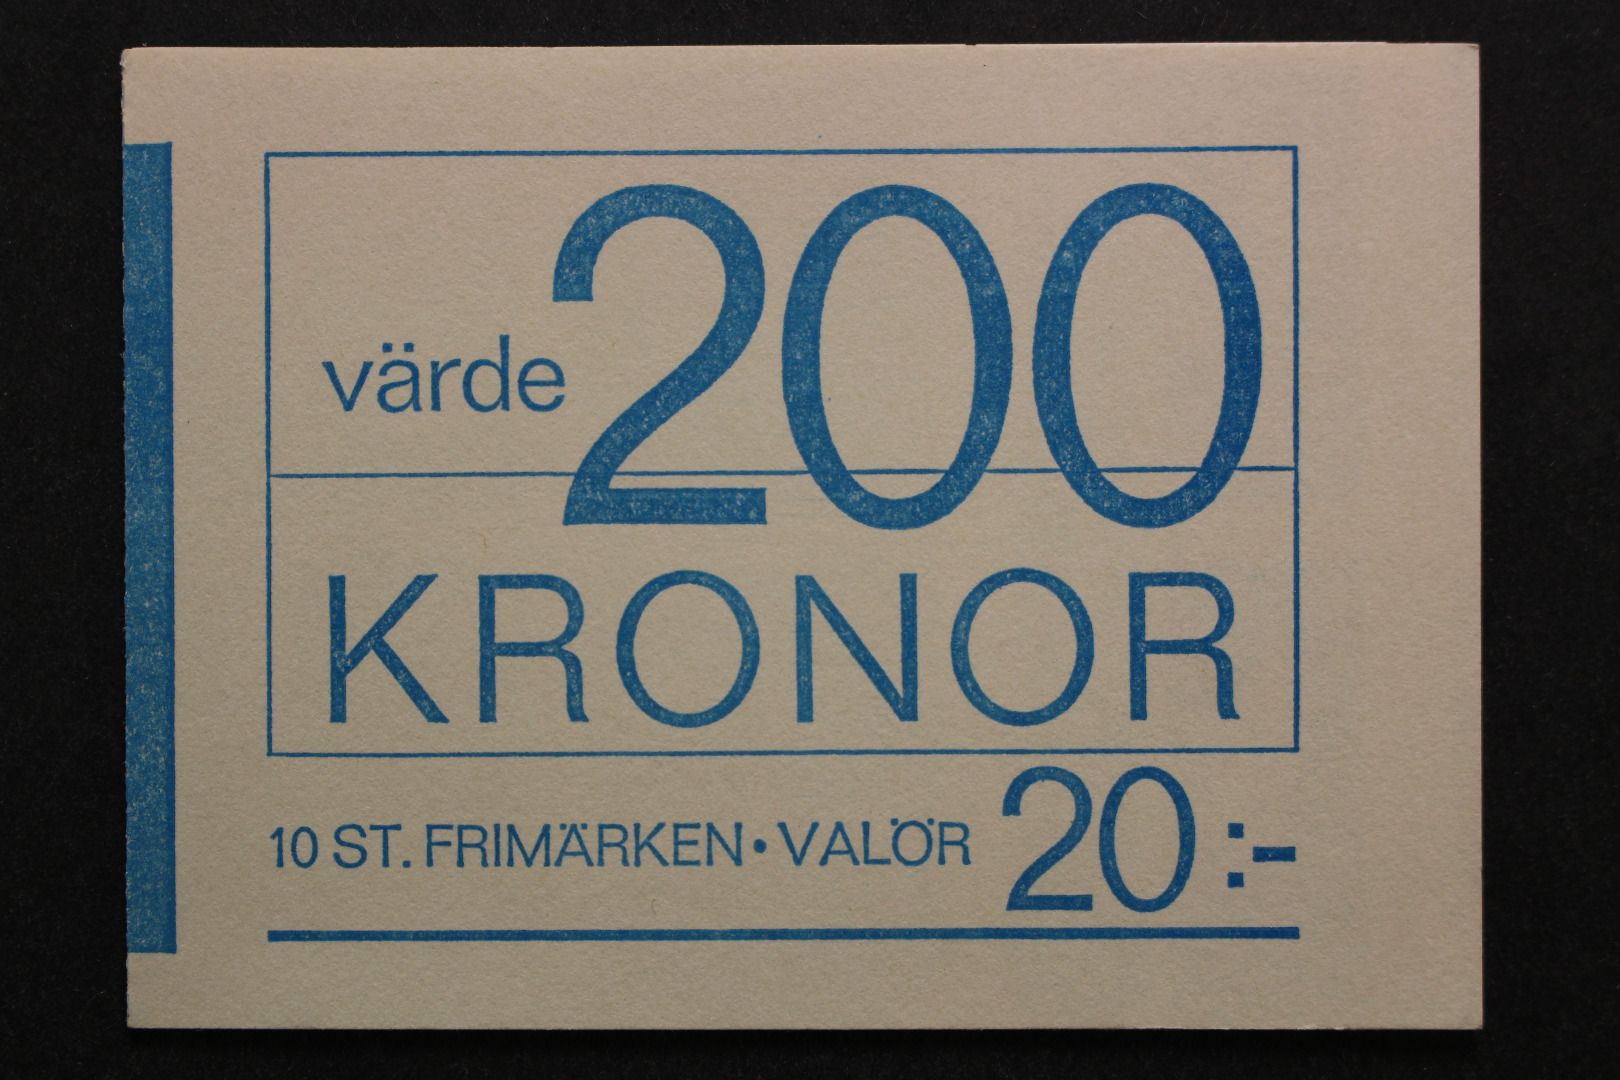 värde 200
KRONOR
10 ST. FRIMÄRKEN • VALÖR 20:-